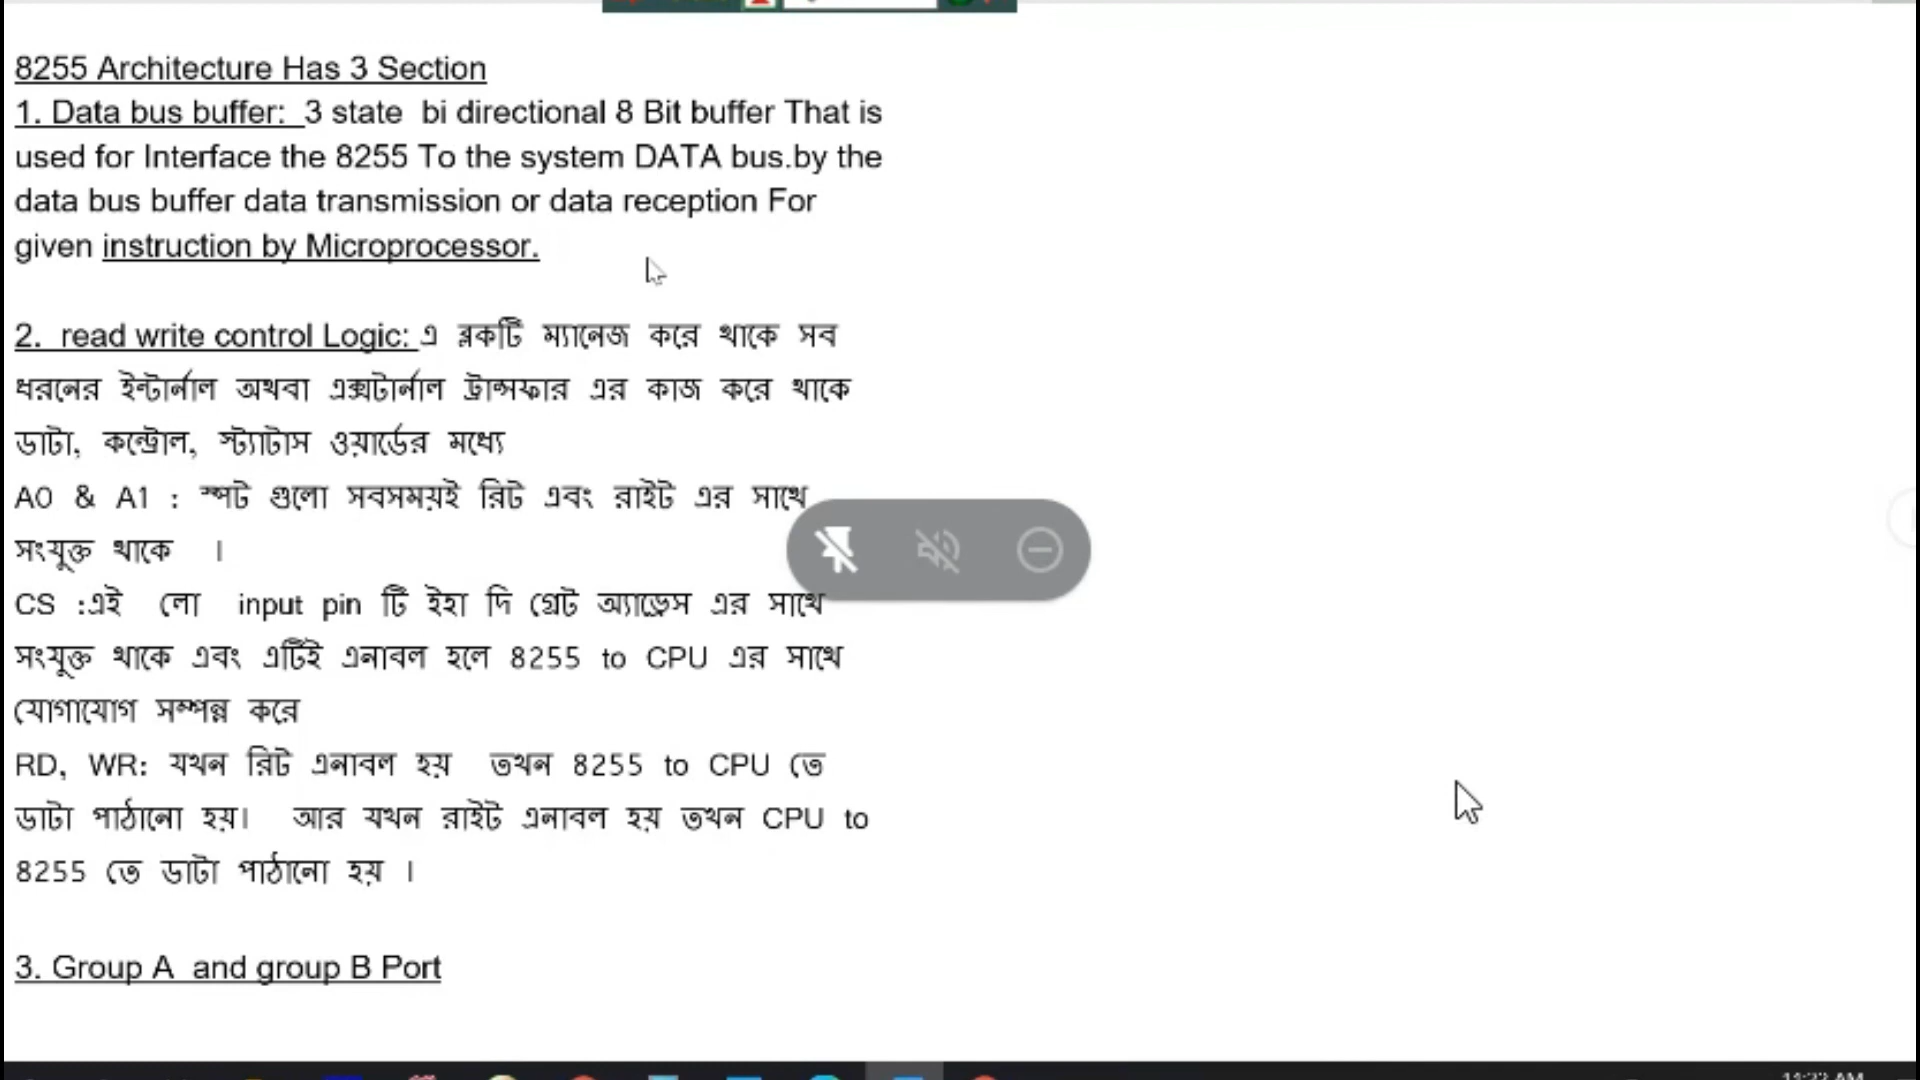 8255 Architecture Has 3 Section
1. Data bus buffer: 3 state bi directional 8 Bit buffer That is
used for Interface the 8255 To the system DATA bus.by the
data bus buffer data transmission or data reception For
given instruction by Microprocessor.
2. read write control Logic: এ ব্লকটি ম্যানেজ করে থাকে সব
ধরনের ইন্টার্নাল অথবা এক্সটার্নাল ট্রান্সফার এর কাজ করে থাকে
ডাটা, কন্ট্রোল, স্ট্যাটাস ওয়ার্ডের মধ্যে
A0 & A1 : স্পট গুলো সবসময়ই রিট এবং রাইট এর সাথে
সংযুক্ত থাকে ।
CS :এই লো input pin টি ইহা দি গ্রেট অ্যাড্রেস এর সাথে
সংযুক্ত থাকে এবং এটিই এনাবল হলে 8255 to CPU এর সাথে
যোগাযোগ সম্পন্ন করে
RD, WR: যখন রিট এনাবল হয় তখন 8255 to CPU তে
ডাটা পাঠানো হয়। আর যখন রাইট এনাবল হয় তখন CPU to
8255 তে ডাটা পাঠানো হয় ।
3. Group A and group B Port